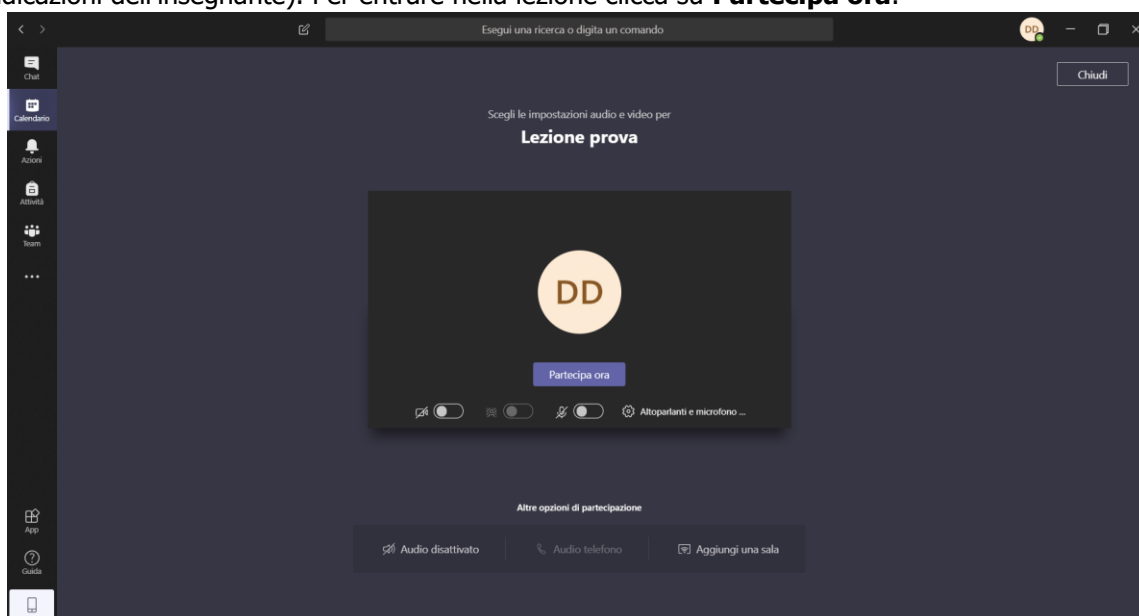 dicazioni dell'insegnante). Per entrare nella lezione clicca su Partecipa ora.
Esegui una ricerca o digita un comando
DD
Chat
Chiudi
Calendario
Scegli le impostazioni audio e video per
Lezione prova
Azioni
Attività
Team
DD
Partecipa ora
Altoparlanti e microfono ...
Altre opzioni di partecipazione
App
Audio disattivato
Audio telefono
Aggiungi una sala
Guida